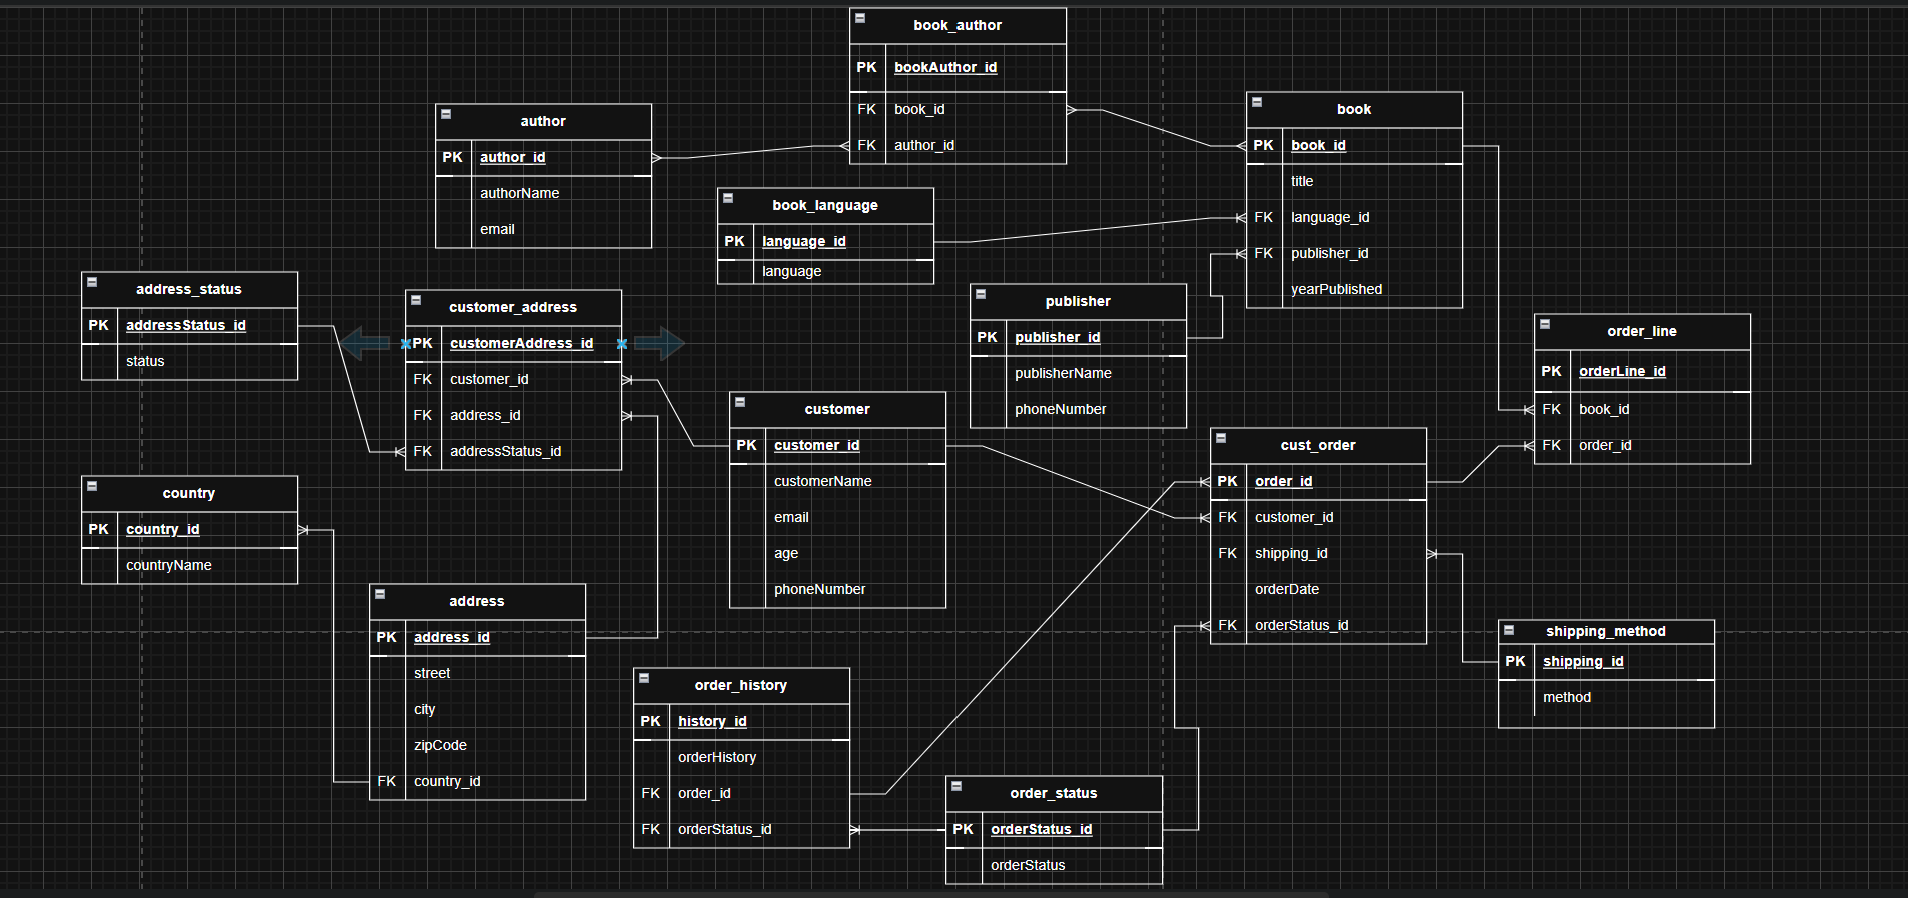 book_author
PK bookAuthor_id
FK book_id
FK author_id
author
PK author_id
authorName
email
book
PK book_id
title
FK language_id
FK publisher_id
yearPublished
book_language
PK language_id
language
address_status
PK addressStatus_id
status
customer_address
PK customerAddress_id
FK customer_id
FK address_id
FK addressStatus_id
publisher
PK publisher_id
publisherName
phoneNumber
order_line
PK orderLine_id
FK book_id
FK order_id
customer
PK customer_id
customerName
email
age
phoneNumber
cust_order
PK order_id
FK customer_id
FK shipping_id
orderDate
FK orderStatus_id
country
PK country_id
countryName
address
PK address_id
street
city
zipCode
FK country_id
shipping_method
PK shipping_id
method
order_history
PK history_id
orderHistory
FK order_id
FK orderStatus_id
order_status
PK orderStatus_id
orderStatus